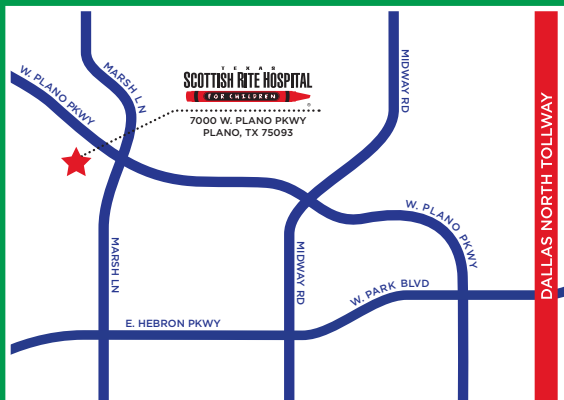 TEXAS
SCOTTISH RITE HOSPITAL
FOR CHILDREN
®
7000 W. PLANO PKWY
PLANO, TX 75093
MARSH LN
W. PLANO PKWY
MIDWAY RD
DALLAS NORTH TOLLWAY
W. PLANO PKWY
MARSH LN
MIDWAY RD
W. PARK BLVD
E. HEBRON PKWY